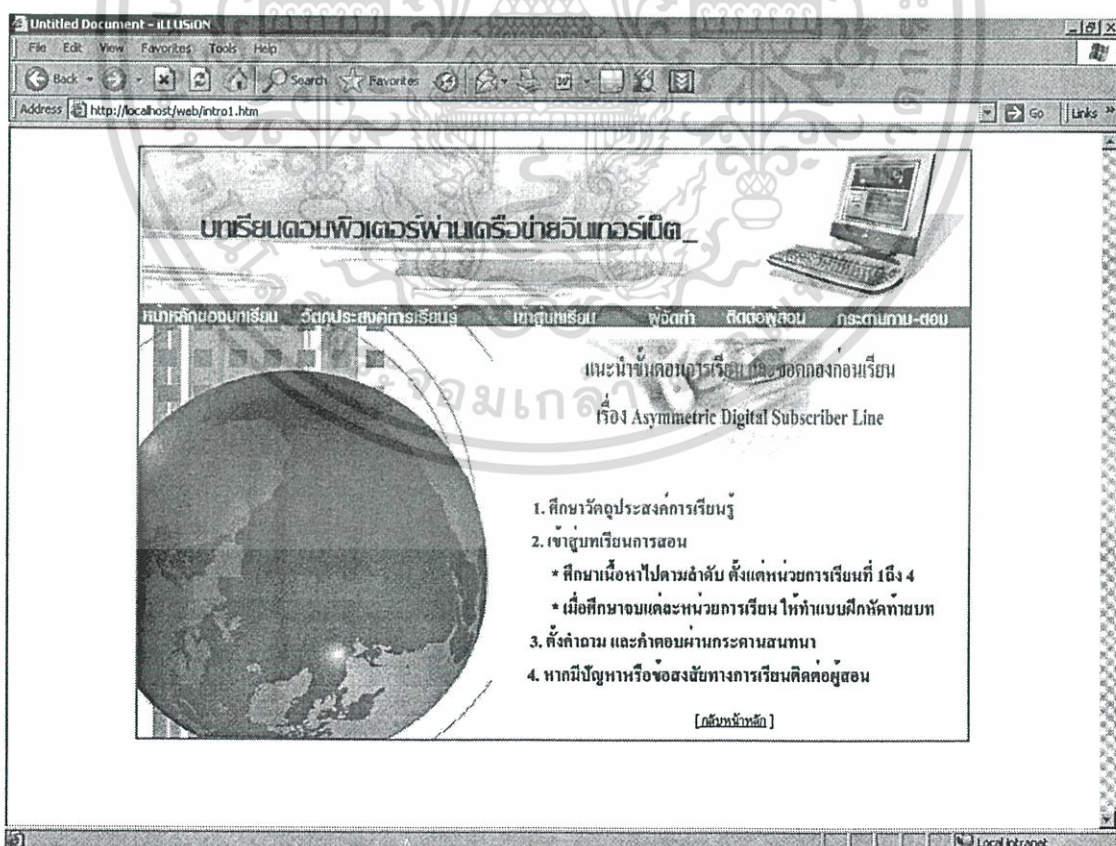 Untitled Document - iLLUSiON
File Edit View Favorites Tools Help
Back Search Favorites
Address http://localhost/web/intro1.htm Go Links »
บทเรียนคอมพิวเตอร์ผ่านเครือข่ายอินเทอร์เน็ต_
หน้าหลักของบทเรียน วัตถุประสงค์การเรียนรู้ เข้าสู่บทเรียน ผู้จัดทำ ติดต่อผู้สอน กระดานถาม-ตอบ
แนะนำขั้นตอนการเรียน และข้อตกลงก่อนเรียน
เรื่อง Asymmetric Digital Subscriber Line
1. ศึกษาวัตถุประสงค์การเรียนรู้
2. เข้าสู่บทเรียนการสอน
* ศึกษาเนื้อหาไปตามลำดับ ตั้งแต่หน่วยการเรียนที่ 1ถึง 4
* เมื่อศึกษาจบแต่ละหน่วยการเรียน ให้ทำแบบฝึกหัดท้ายบท
3. ตั้งคำถาม และคำตอบผ่านกระดานสนทนา
4. หากมีปัญหาหรือข้อสงสัยทางการเรียนติดต่อผู้สอน
[กลับหน้าหลัก]
Local intranet